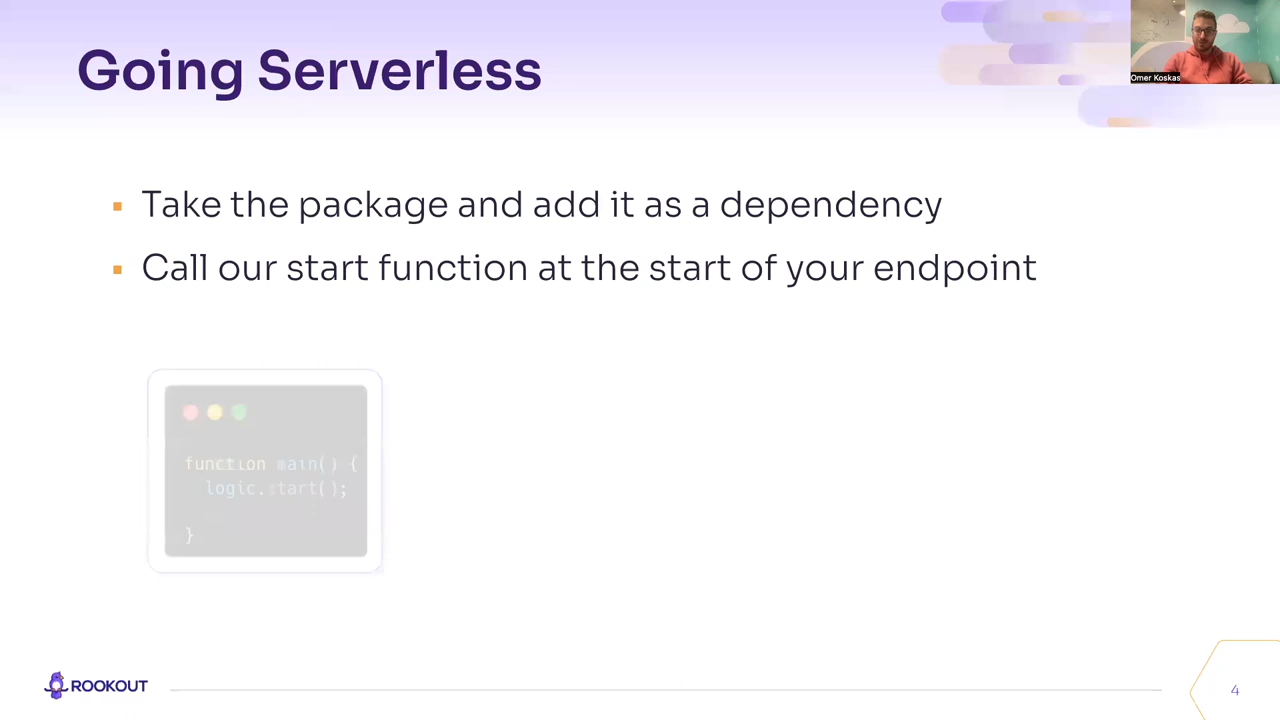 Going Serverless
Omer Koskas
Take the package and add it as a dependency
Call our start function at the start of your endpoint
function main() {
logic.start();
}
ROOKOUT
4